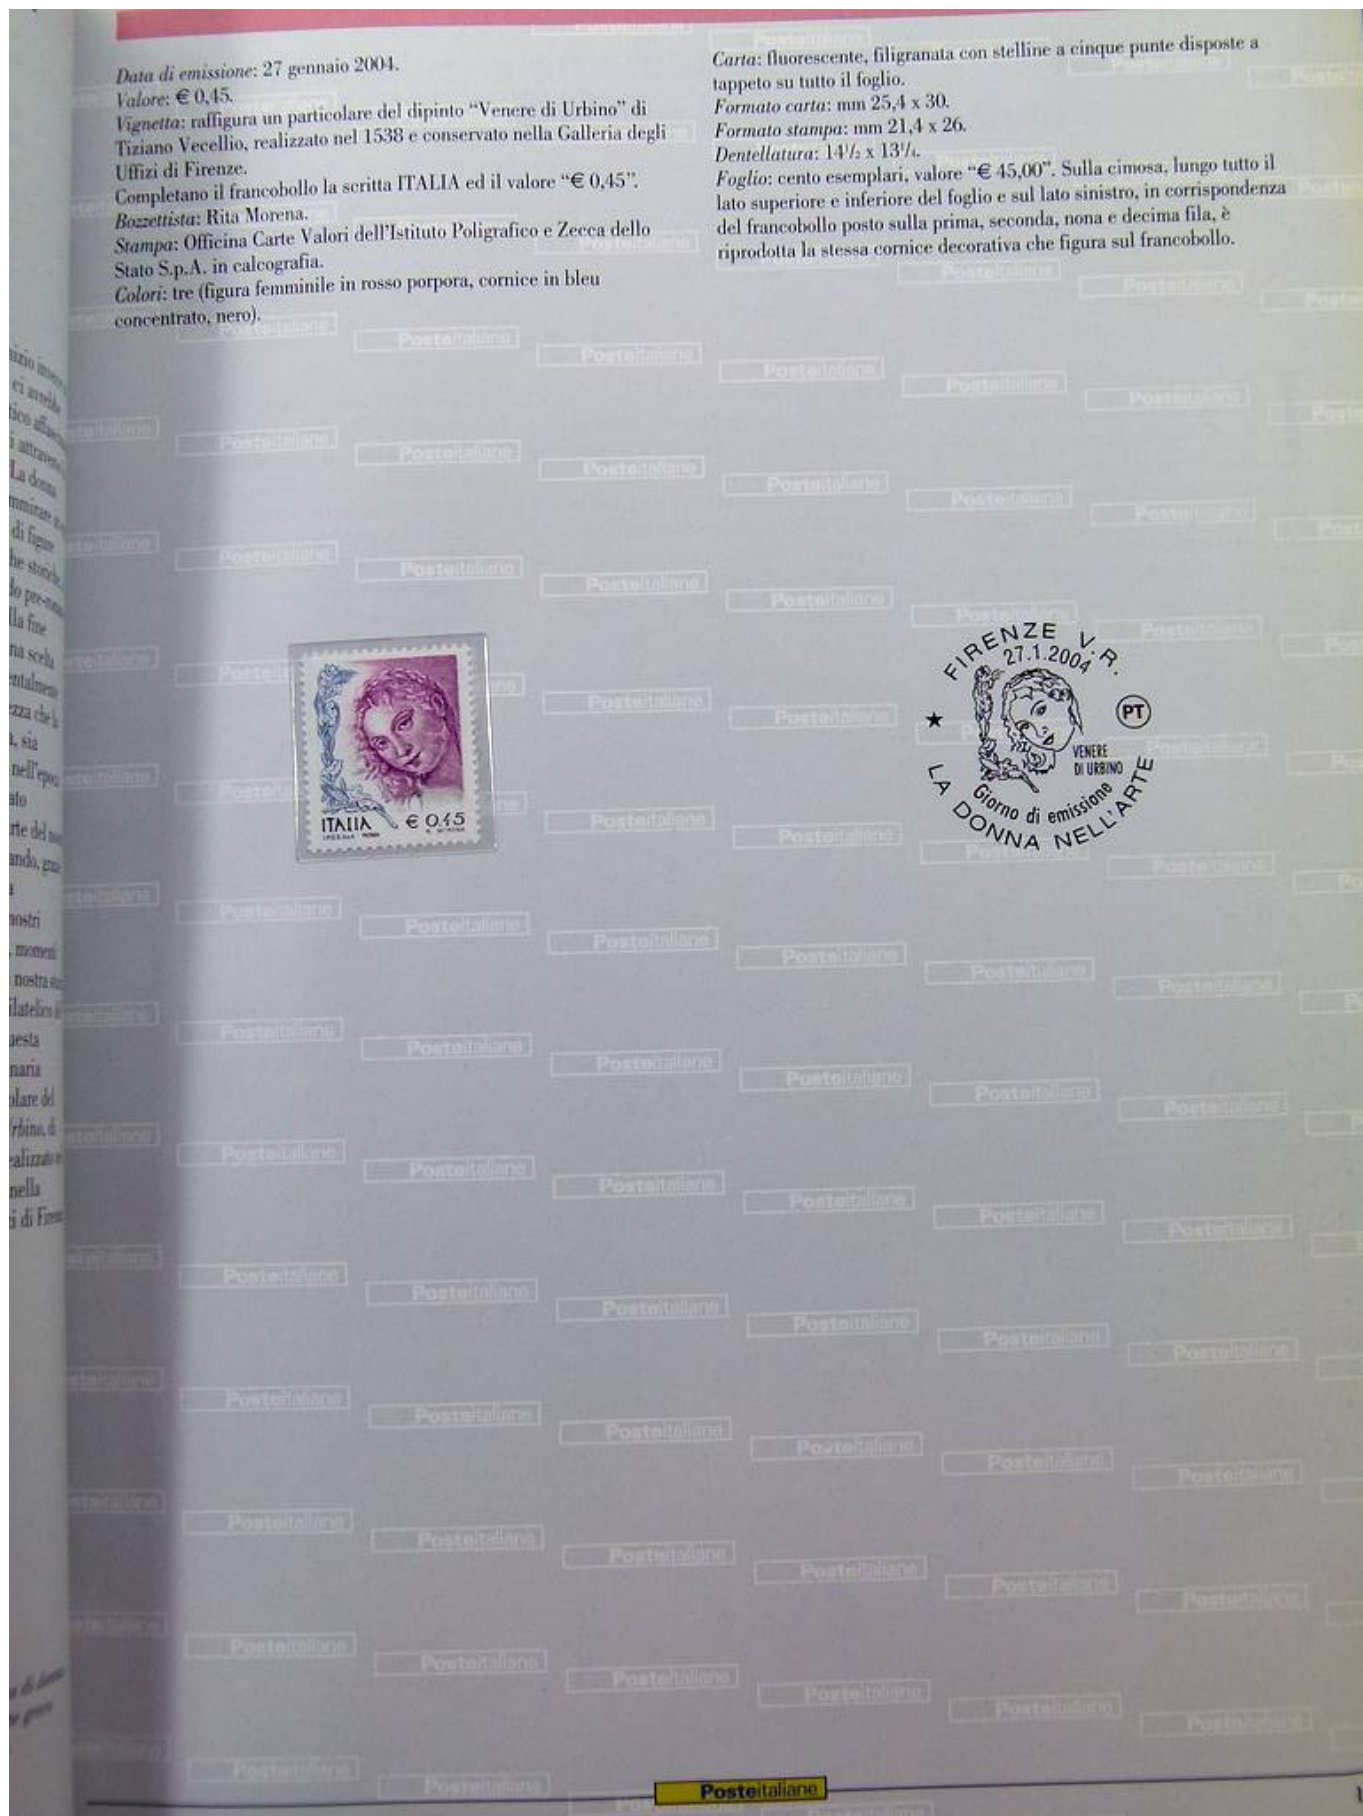 Data di emissione: 27 gennaio 2004.
Valore: € 0,45.
Vignetta: raffigura un particolare del dipinto “Venere di Urbino” di
Tiziano Vecellio, realizzato nel 1538 e conservato nella Galleria degli
Uffizi di Firenze.
Completano il francobollo la scritta ITALIA ed il valore “€ 0,45”.
Bozzettista: Rita Morena.
Stampa: Officina Carte Valori dell'Istituto Poligrafico e Zecca dello
Stato S.p.A. in calcografia.
Colori: tre (figura femminile in rosso porpora, cornice in bleu
concentrato, nero).
Carta: fluorescente, filigranata con stelline a cinque punte disposte a
tappeto su tutto il foglio.
Formato carta: mm 25,4 x 30.
Formato stampa: mm 21,4 x 26.
Dentellatura: 14½ x 13¼.
Foglio: cento esemplari, valore “€ 45,00”. Sulla cimosa, lungo tutto il
lato superiore e inferiore del foglio e sul lato sinistro, in corrispondenza
del francobollo posto sulla prima, seconda, nona e decima fila, è
riprodotta la stessa cornice decorativa che figura sul francobollo.
ITALIA € 0,45
FIRENZE V.R.
27.1.2004
PT
VENERE
DI URBINO
Giorno di emissione
LA DONNA NELL'ARTE
Posteitaliane